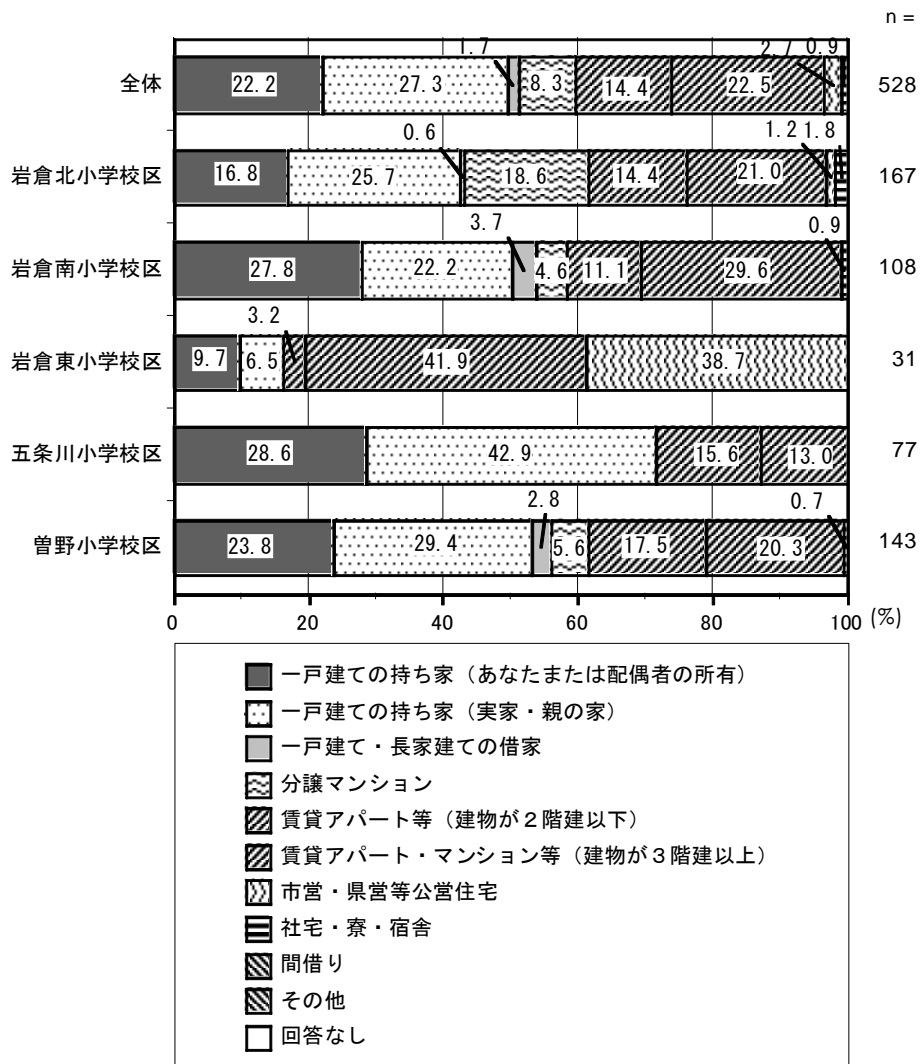 n =
1.7 2.7 0.9
全体 22.2 27.3 8.3 14.4 22.5 528
0.6 1.2 1.8
岩倉北小学校区 16.8 25.7 18.6 14.4 21.0 167
3.7 0.9
岩倉南小学校区 27.8 22.2 4.6 11.1 29.6 108
3.2
岩倉東小学校区 9.7 6.5 41.9 38.7 31
五条川小学校区 28.6 42.9 15.6 13.0 77
2.8 0.7
曽野小学校区 23.8 29.4 5.6 17.5 20.3 143
0 20 40 60 80 100 (%)
一戸建ての持ち家（あなたまたは配偶者の所有）
一戸建ての持ち家（実家・親の家）
一戸建て・長家建ての借家
分譲マンション
賃貸アパート等（建物が２階建以下）
賃貸アパート・マンション等（建物が３階建以上）
市営・県営等公営住宅
社宅・寮・宿舎
間借り
その他
回答なし